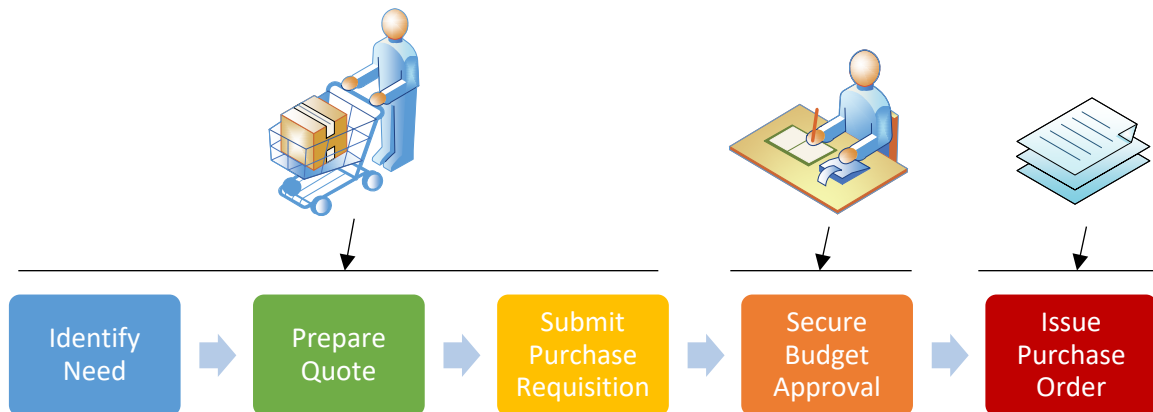 Identify
Need
Prepare
Quote
Submit
Purchase
Requisition
Secure
Budget
Approval
Issue
Purchase
Order